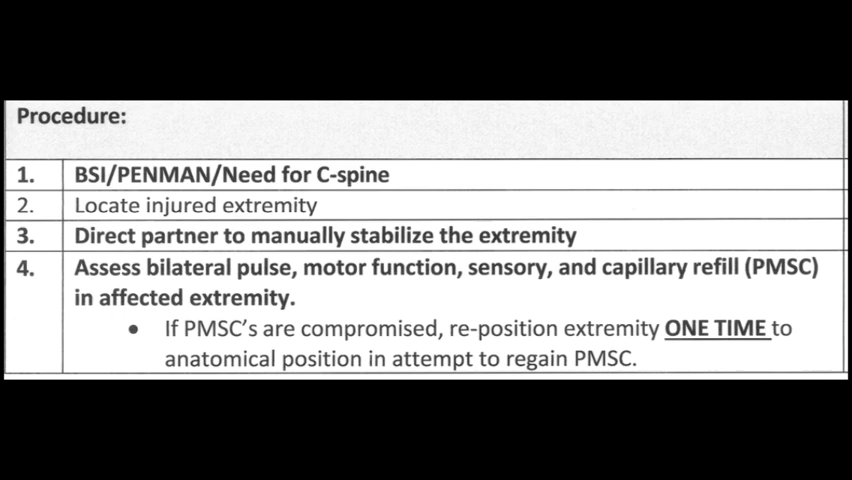 Procedure:
1. BSI/PENMAN/Need for C-spine
2. Locate injured extremity
3. Direct partner to manually stabilize the extremity
4. Assess bilateral pulse, motor function, sensory, and capillary refill (PMSC)
in affected extremity.
• If PMSC’s are compromised, re-position extremity ONE TIME to
anatomical position in attempt to regain PMSC.